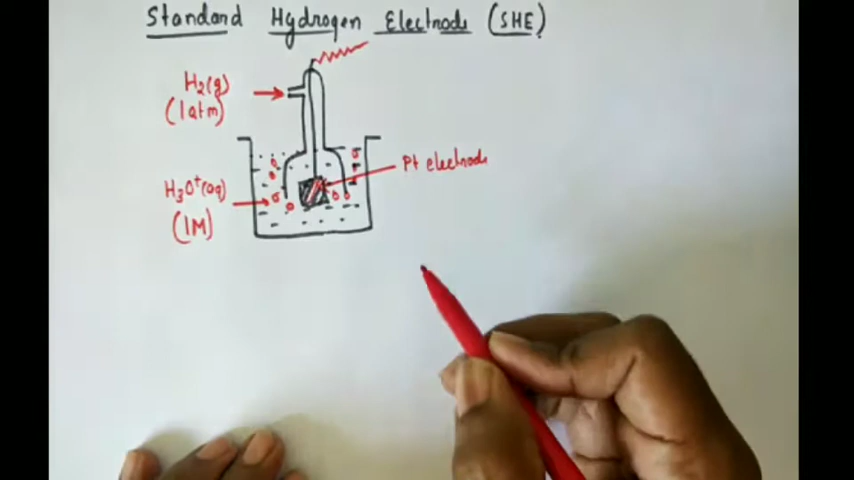 Standard Hydrogen Electrode (SHE)
H2(g)
(1atm)
Pt electrode
H3O+(aq)
(1M)